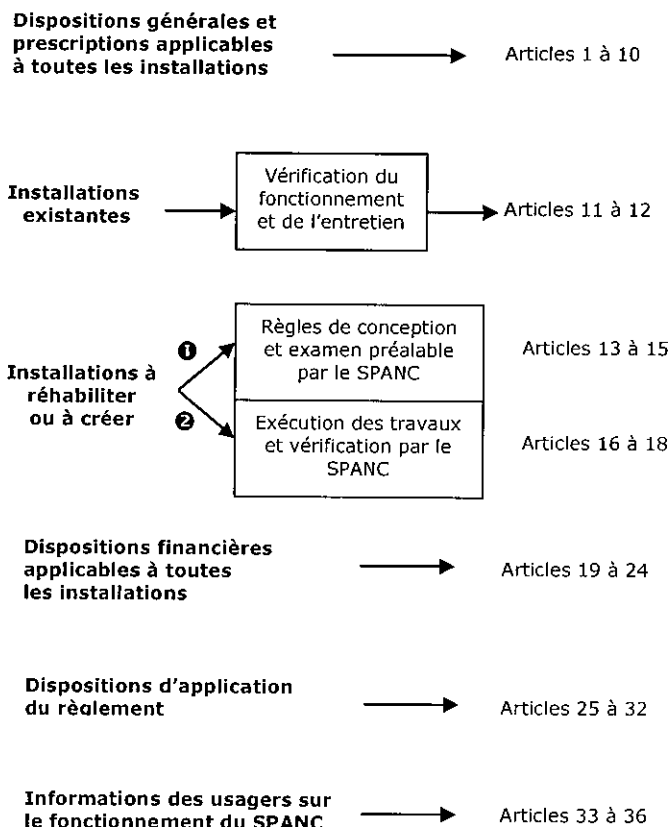 Dispositions générales et
prescriptions applicables
à toutes les installations
Articles 1 à 10
Installations
existantes
Vérification du
fonctionnement
et de l'entretien
Articles 11 à 12
Installations à
réhabiliter
ou à créer
❶
Règles de conception
et examen préalable
par le SPANC
Articles 13 à 15
❷
Exécution des travaux
et vérification par le
SPANC
Articles 16 à 18
Dispositions financières
applicables à toutes
les installations
Articles 19 à 24
Dispositions d'application
du règlement
Articles 25 à 32
Informations des usagers sur
le fonctionnement du SPANC
Articles 33 à 36